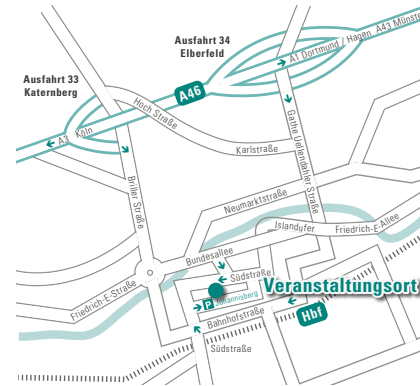 Ausfahrt 34
Elberfeld
A1 Dortmund / Hagen
A43 Münster
Ausfahrt 33
Katernberg
A46
Hoch Straße
A3 Köln
Karlstraße
Gathe Uellendahler Straße
Briller Straße
Neumarktstraße
Islandufer
Friedrich-E-Allee
Bundesallee
Südstraße
Veranstaltungsort
P
Johannisberg
Friedrich-E-Straße
Hbf
Bahnhofstraße
Südstraße